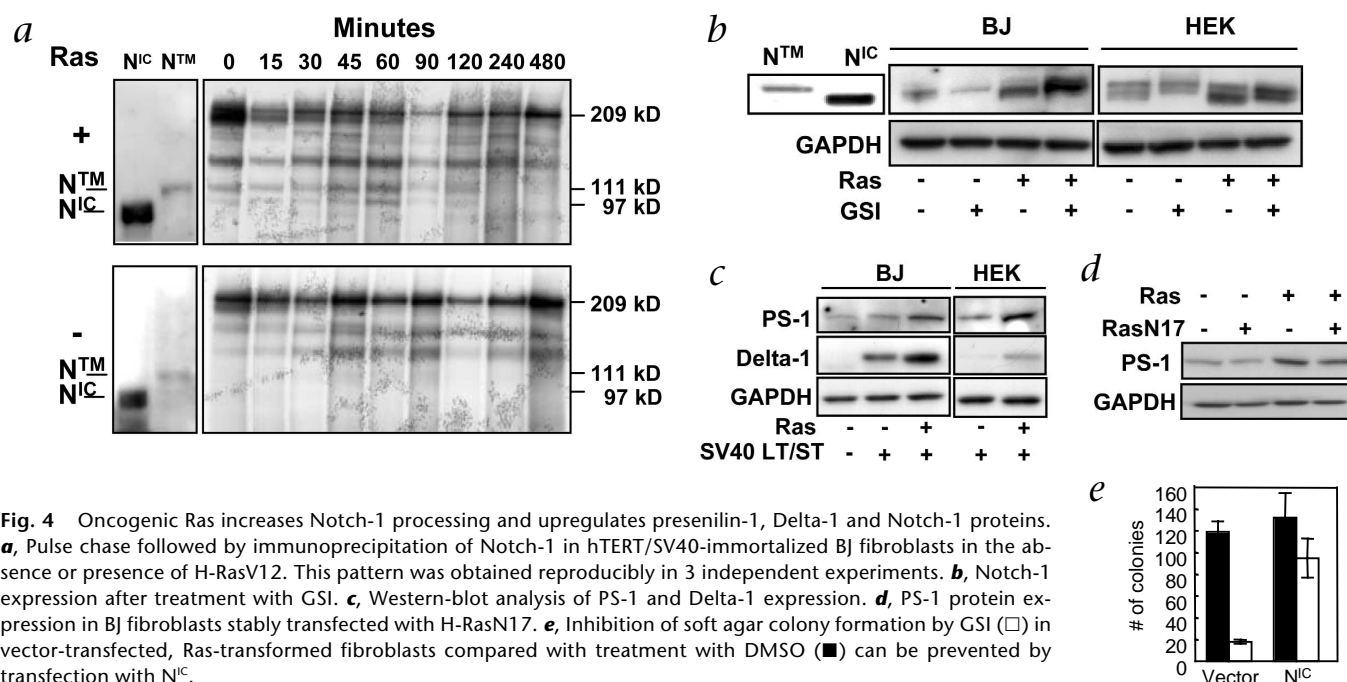 a
Minutes
Ras Nᴵᶜ Nᵀᴹ 0 15 30 45 60 90 120 240 480
+
209 kD
Nᵀᴹ
111 kD
Nᴵᶜ
97 kD
-
209 kD
Nᵀᴹ
111 kD
Nᴵᶜ
97 kD
b
BJ HEK
Nᵀᴹ Nᴵᶜ
GAPDH
Ras - - + + - - + +
GSI - + - + - + - +
c
BJ HEK
PS-1
Delta-1
GAPDH
Ras - - + - +
SV40 LT/ST - + + + +
d
Ras - - + +
RasN17 - + - +
PS-1
GAPDH
e
# of colonies
160
140
120
100
80
60
40
20
0
Vector Nᴵᶜ
Fig. 4 Oncogenic Ras increases Notch-1 processing and upregulates presenilin-1, Delta-1 and Notch-1 proteins.
a, Pulse chase followed by immunoprecipitation of Notch-1 in hTERT/SV40-immortalized BJ fibroblasts in the ab-
sence or presence of H-RasV12. This pattern was obtained reproducibly in 3 independent experiments. b, Notch-1
expression after treatment with GSI. c, Western-blot analysis of PS-1 and Delta-1 expression. d, PS-1 protein ex-
pression in BJ fibroblasts stably transfected with H-RasN17. e, Inhibition of soft agar colony formation by GSI (□) in
vector-transfected, Ras-transformed fibroblasts compared with treatment with DMSO (■) can be prevented by
transfection with Nᴵᶜ.